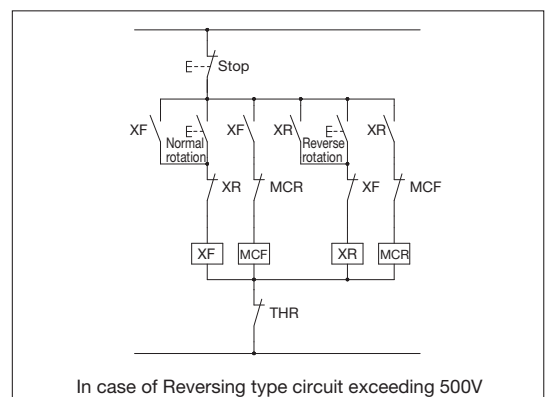 Stop
XF
Normal
rotation
XF
XR
Reverse
rotation
XR
XR
MCR
XF
MCF
XF
MCF
XR
MCR
THR
In case of Reversing type circuit exceeding 500V